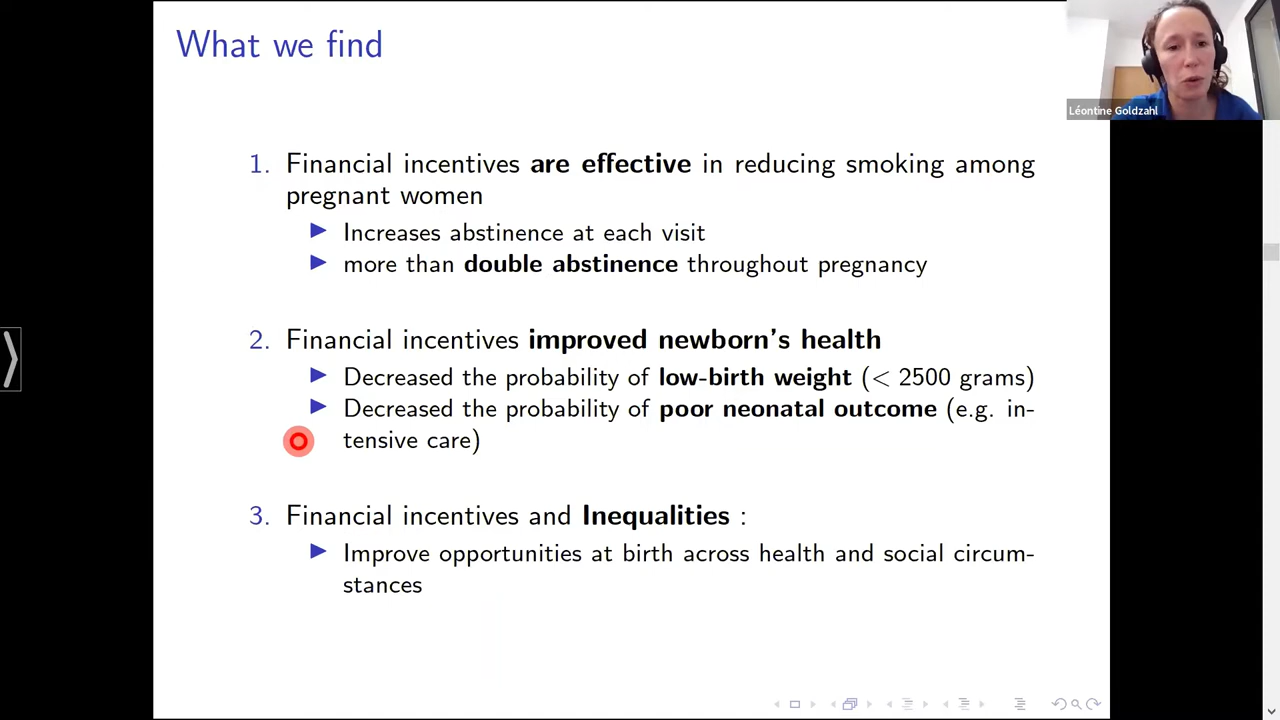 What we find
Léontine Goldzahl
1. Financial incentives are effective in reducing smoking among
pregnant women
▶ Increases abstinence at each visit
▶ more than double abstinence throughout pregnancy
2. Financial incentives improved newborn's health
▶ Decreased the probability of low-birth weight (< 2500 grams)
▶ Decreased the probability of poor neonatal outcome (e.g. in-
tensive care)
3. Financial incentives and Inequalities :
▶ Improve opportunities at birth across health and social circum-
stances